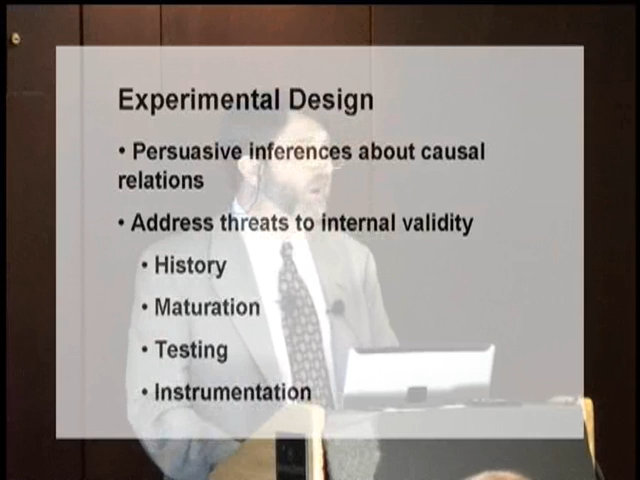 Experimental Design
• Persuasive inferences about causal
relations
• Address threats to internal validity
• History
• Maturation
• Testing
• Instrumentation